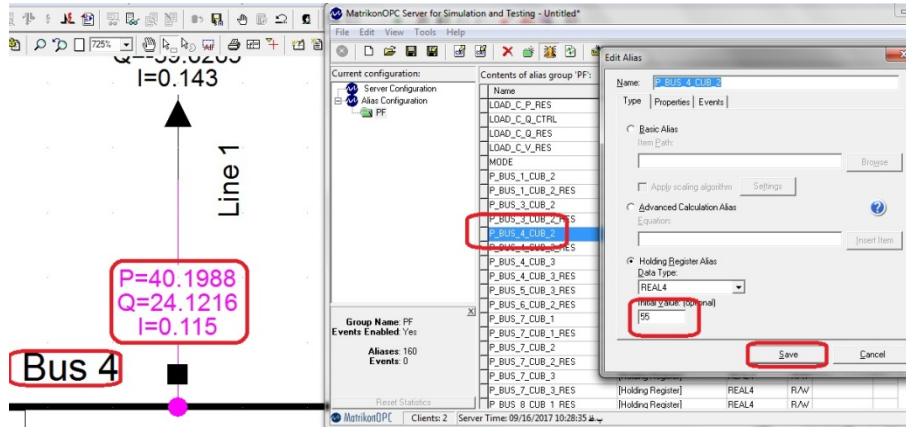 725%
Q=-39.6285
I=0.143
Line 1
P=40.1988
Q=24.1216
I=0.115
Bus 4
MatrikonOPC Server for Simulation and Testing - Untitled*
File Edit View Tools Help
Current configuration:
Server Configuration
Alias Configuration
PF
Group Name: PF
Events Enabled: Yes
Aliases: 160
Events: 0
Reset Statistics
Contents of alias group 'PF':
Name
LOAD_C_P_RES
LOAD_C_Q_CTRL
LOAD_C_Q_RES
LOAD_C_V_RES
MODE
P_BUS_1_CUB_2
P_BUS_1_CUB_2_RES
P_BUS_3_CUB_2
P_BUS_3_CUB_2_RES
P_BUS_4_CUB_2
P_BUS_4_CUB_2_RES
P_BUS_4_CUB_3
P_BUS_4_CUB_3_RES
P_BUS_5_CUB_3_RES
P_BUS_6_CUB_2_RES
P_BUS_7_CUB_1
P_BUS_7_CUB_1_RES
P_BUS_7_CUB_2
P_BUS_7_CUB_2_RES
P_BUS_7_CUB_3
P_BUS_7_CUB_3_RES [Holding Register] REAL4 R/W
P_BUS_8_CUB_1_RES [Holding Register] REAL4 R/W
MatrikonOPC Clients: 2 Server Time: 09/16/2017 10:28:35 ب.ظ
Edit Alias
Name: P_BUS_4_CUB_2
Type Properties Events
Basic Alias
Item Path:
Browse
Apply scaling algorithm Settings
Advanced Calculation Alias
Equation:
Insert Item
Holding Register Alias
Data Type:
REAL4
Initial Value: (optional)
55
Save Cancel